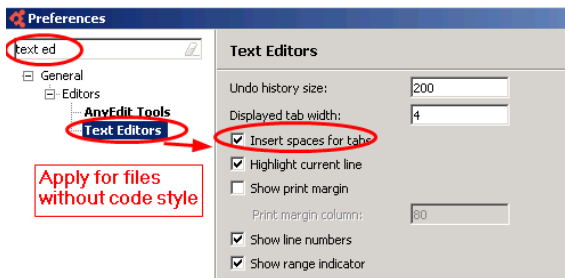 Preferences
text ed
Text Editors
General
Editors
AnyEdit Tools
Text Editors
Undo history size:
200
Displayed tab width:
4
Insert spaces for tabs
Highlight current line
Show print margin
Print margin column:
80
Show line numbers
Show range indicator
Apply for files
without code style